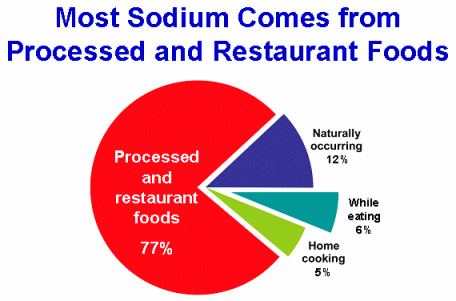 Most Sodium Comes from
Processed and Restaurant Foods
Processed
and
restaurant
foods
77%
Naturally
occurring
12%
While
eating
6%
Home
cooking
5%